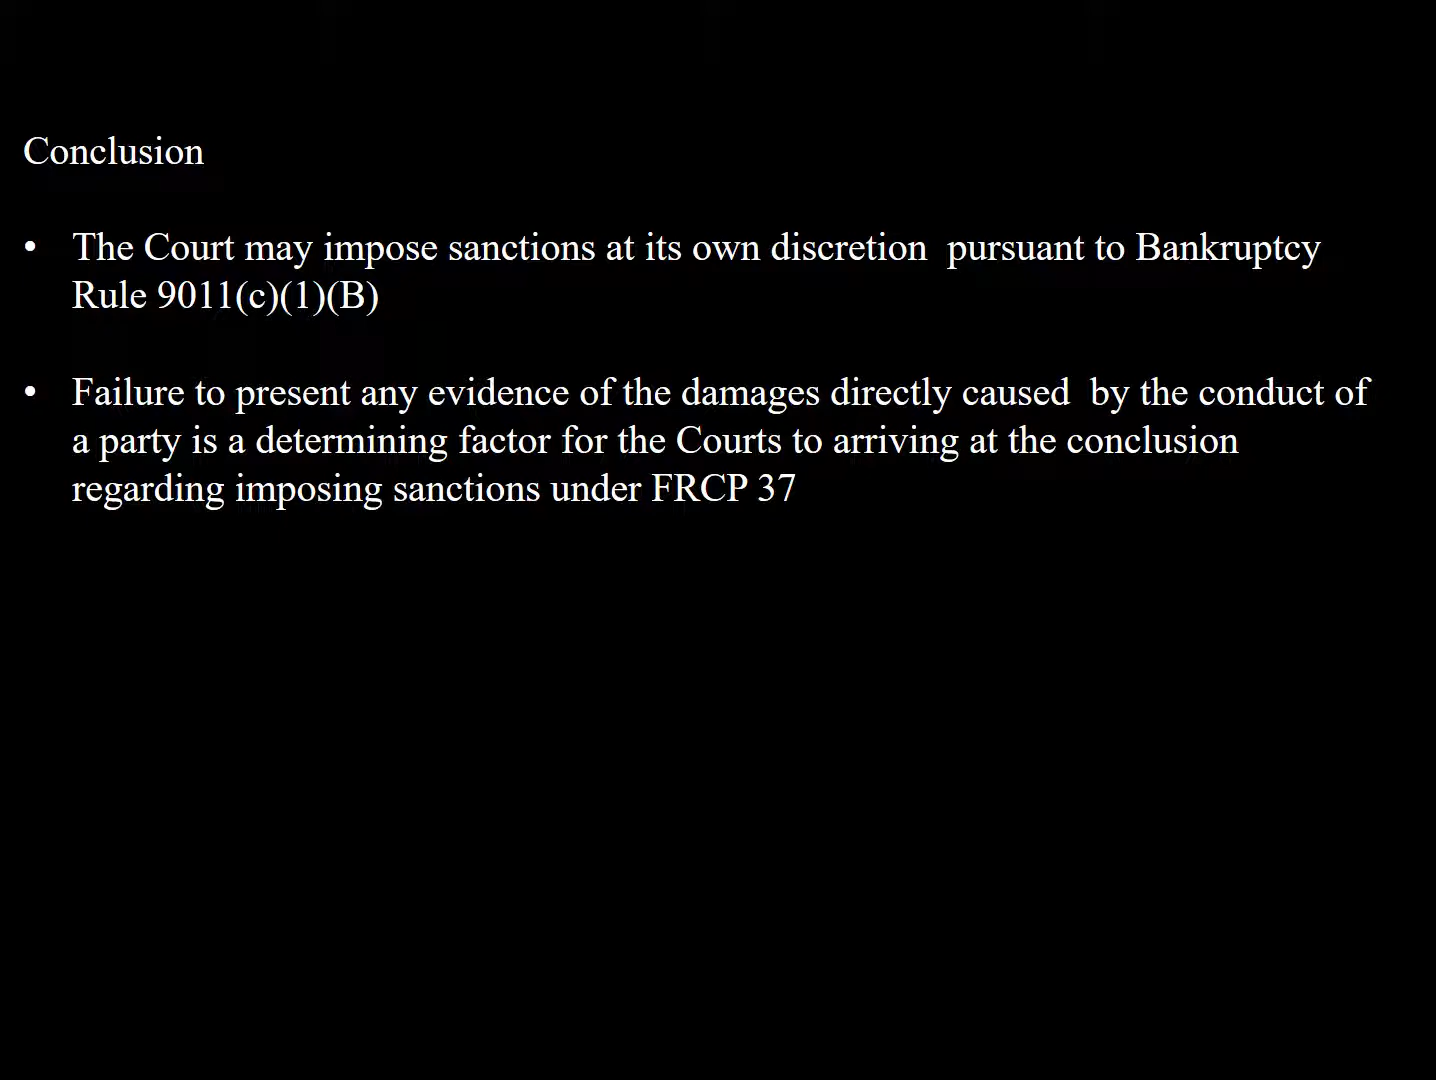 Conclusion
• The Court may impose sanctions at its own discretion  pursuant to Bankruptcy
Rule 9011(c)(1)(B)
• Failure to present any evidence of the damages directly caused  by the conduct of
a party is a determining factor for the Courts to arriving at the conclusion
regarding imposing sanctions under FRCP 37